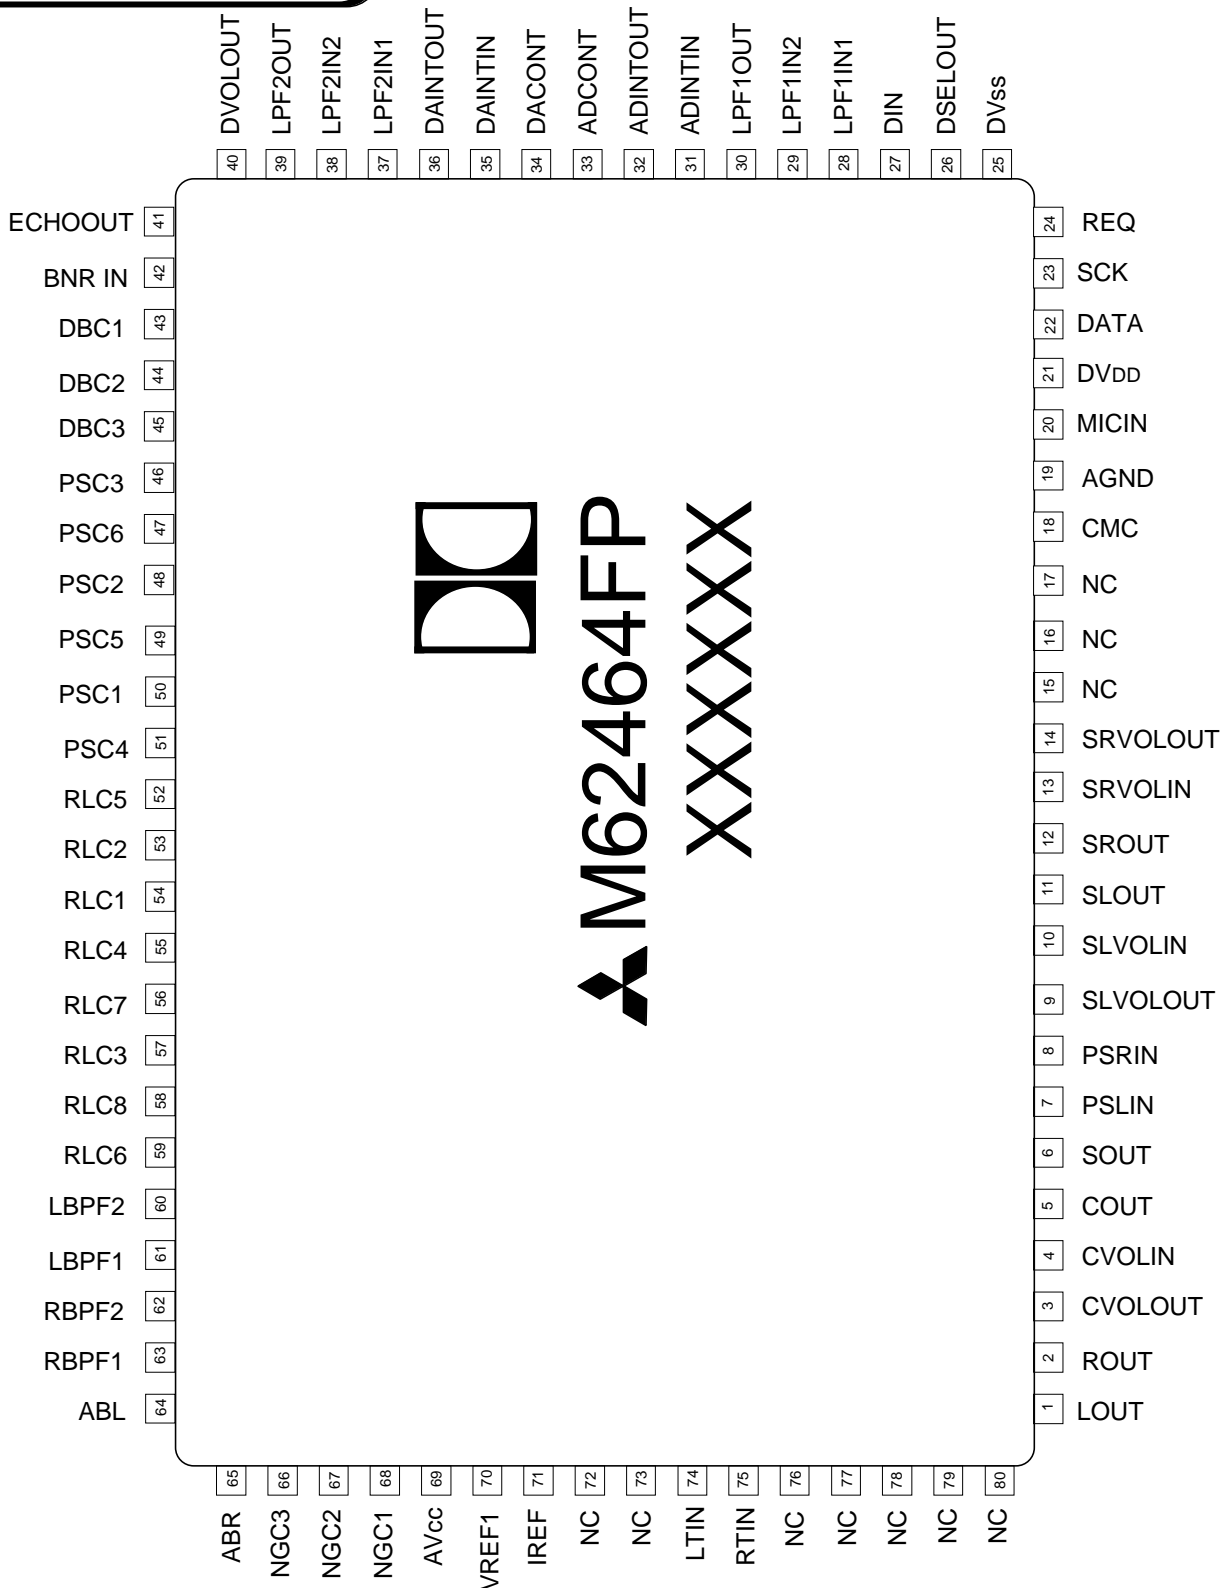 DVOLOUT LPF2OUT LPF2IN2 LPF2IN1 DAINTOUT DAINTIN DACONT ADCONT ADINTOUT ADINTIN LPF1OUT LPF1IN2 LPF1IN1 DIN DSELOUT DVss
40 39 38 37 36 35 34 33 32 31 30 29 28 27 26 25
ECHOOUT 41
BNR IN 42
DBC1 43
DBC2 44
DBC3 45
PSC3 46
PSC6 47
PSC2 48
PSC5 49
PSC1 50
PSC4 51
RLC5 52
RLC2 53
RLC1 54
RLC4 55
RLC7 56
RLC3 57
RLC8 58
RLC6 59
LBPF2 60
LBPF1 61
RBPF2 62
RBPF1 63
ABL 64
M62464FP
XXXXXX
24 REQ
23 SCK
22 DATA
21 DVDD
20 MICIN
19 AGND
18 CMC
17 NC
16 NC
15 NC
14 SRVOLOUT
13 SRVOLIN
12 SROUT
11 SLOUT
10 SLVOLIN
9 SLVOLOUT
8 PSRIN
7 PSLIN
6 SOUT
5 COUT
4 CVOLIN
3 CVOLOUT
2 ROUT
1 LOUT
65 66 67 68 69 70 71 72 73 74 75 76 77 78 79 80
ABR NGC3 NGC2 NGC1 AVcc VREF1 IREF NC NC LTIN RTIN NC NC NC NC NC